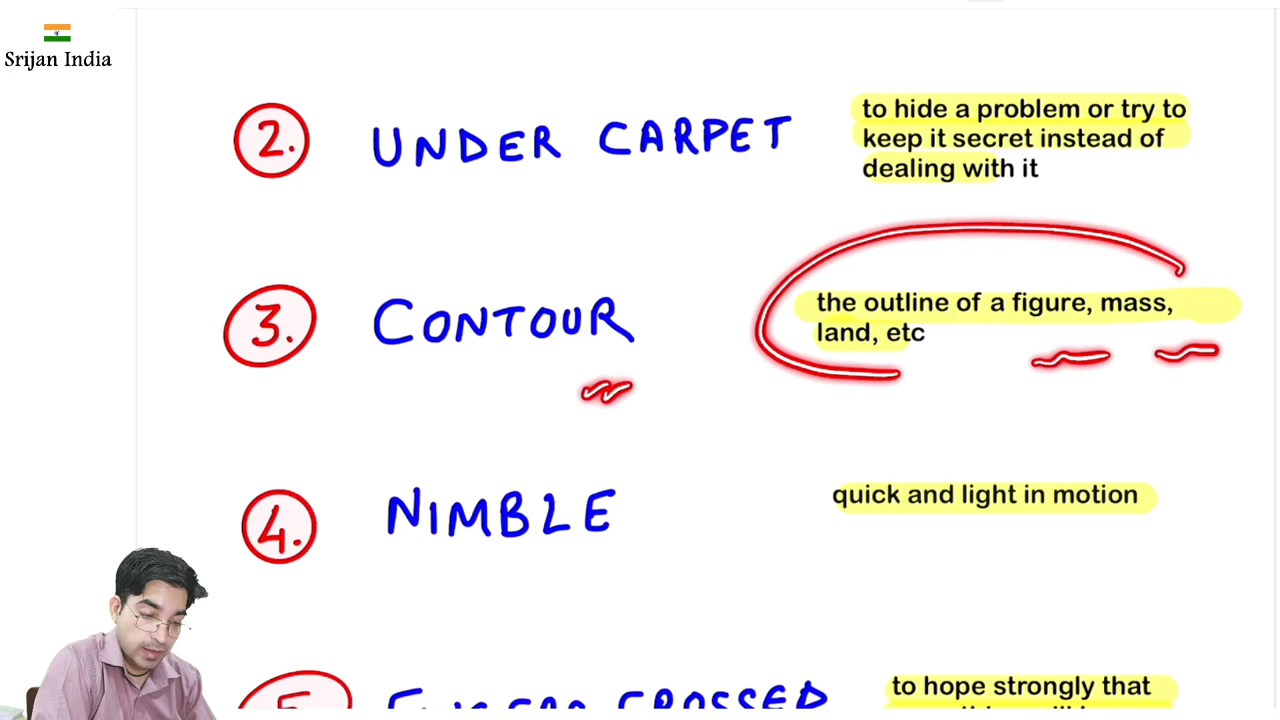 Srijan India
2. UNDER CARPET
to hide a problem or try to
keep it secret instead of
dealing with it
3. CONTOUR
the outline of a figure, mass,
land, etc
4. NIMBLE
quick and light in motion
5. CROSSED
to hope strongly that